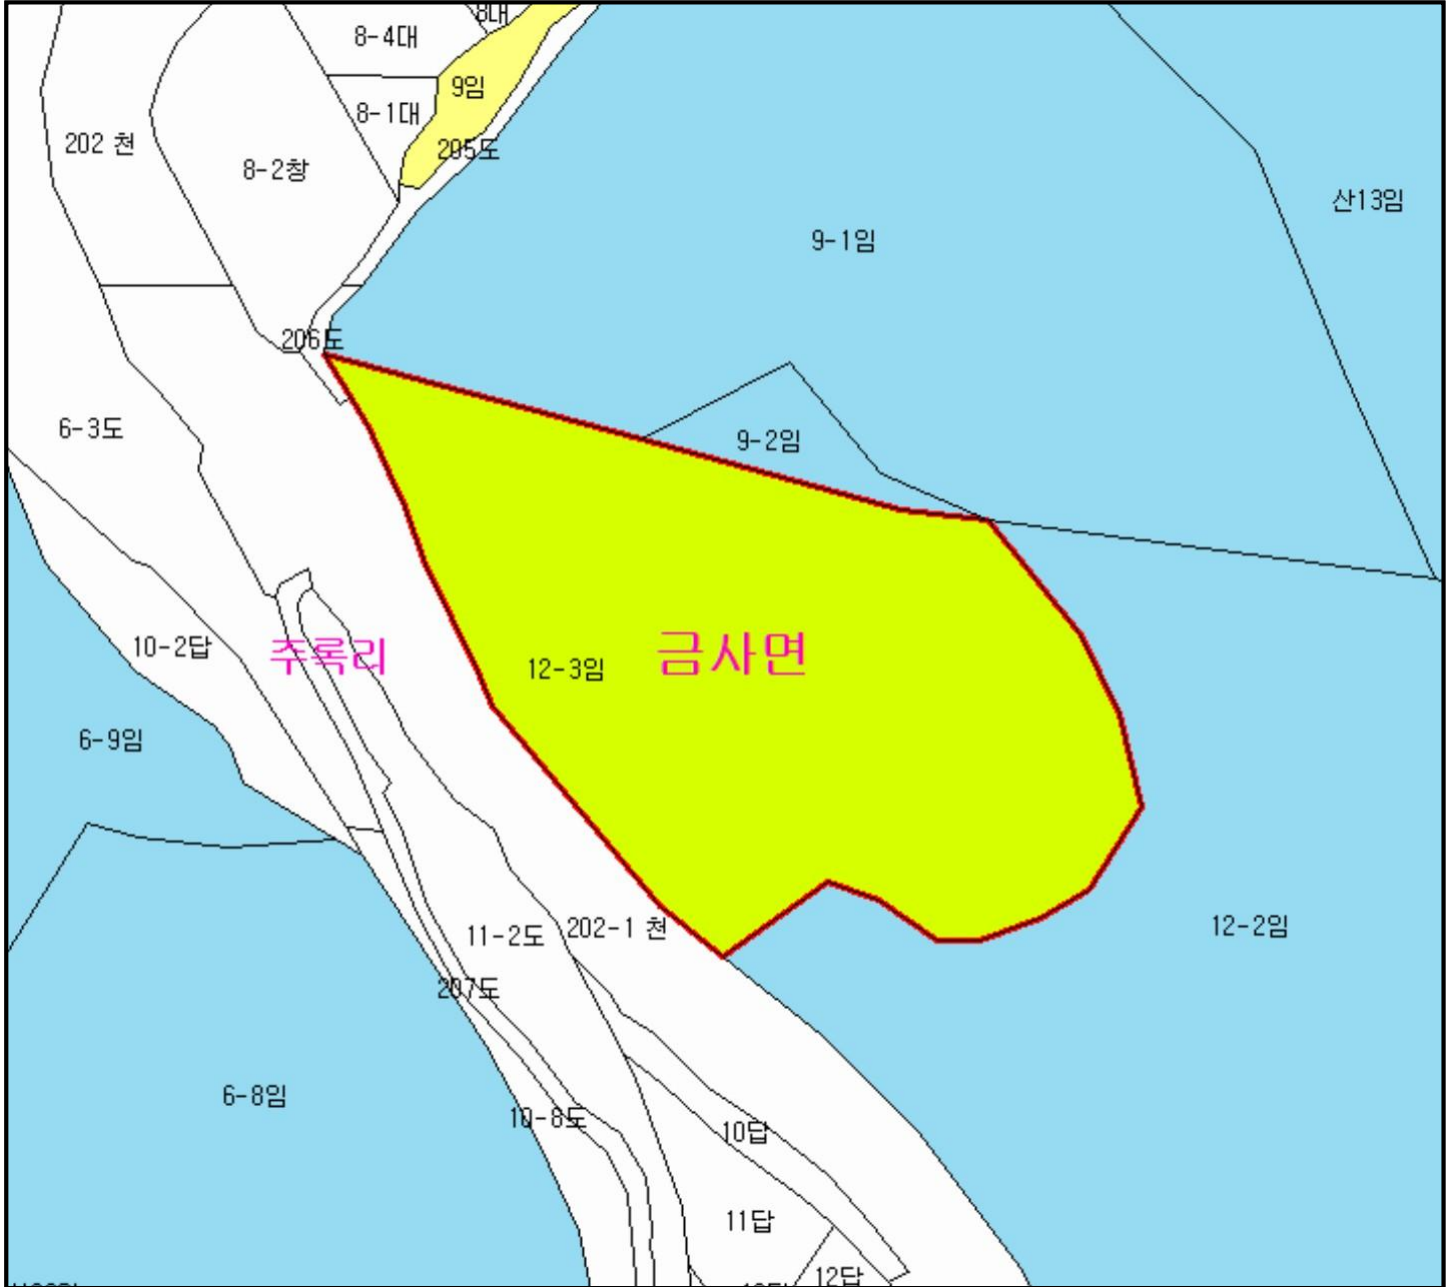 8대
8-4대
9임
8-1대
202 천
205도
8-2창
산13임
9-1임
206도
6-3도
9-2임
10-2답
주록리
12-3임
금사면
6-9임
12-2임
11-2도
202-1 천
207도
6-8임
10-8도
10답
11답
12답